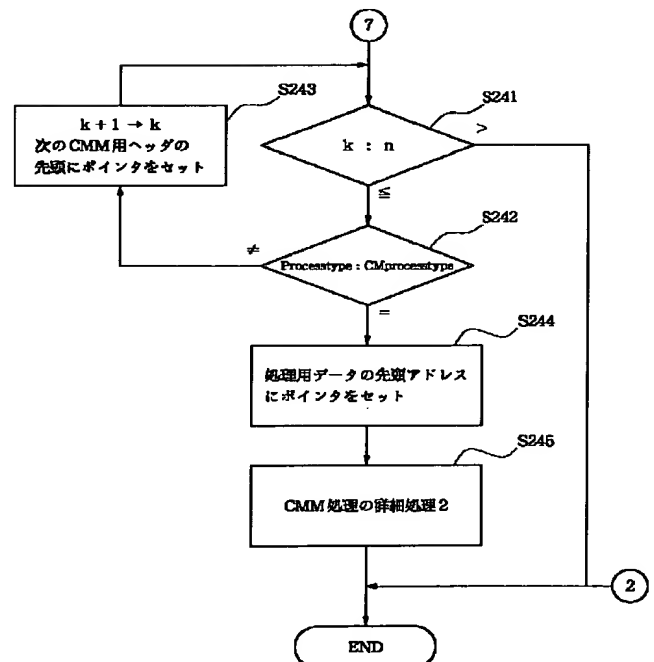 7
S243
k+1 → k
次のCMM用ヘッダの
先頭にポインタをセット
S241
k : n
>
≦
S242
≠
Processtype : CMprocesstype
=
S244
処理用データの先頭アドレス
にポインタをセット
S245
CMM処理の詳細処理2
2
END